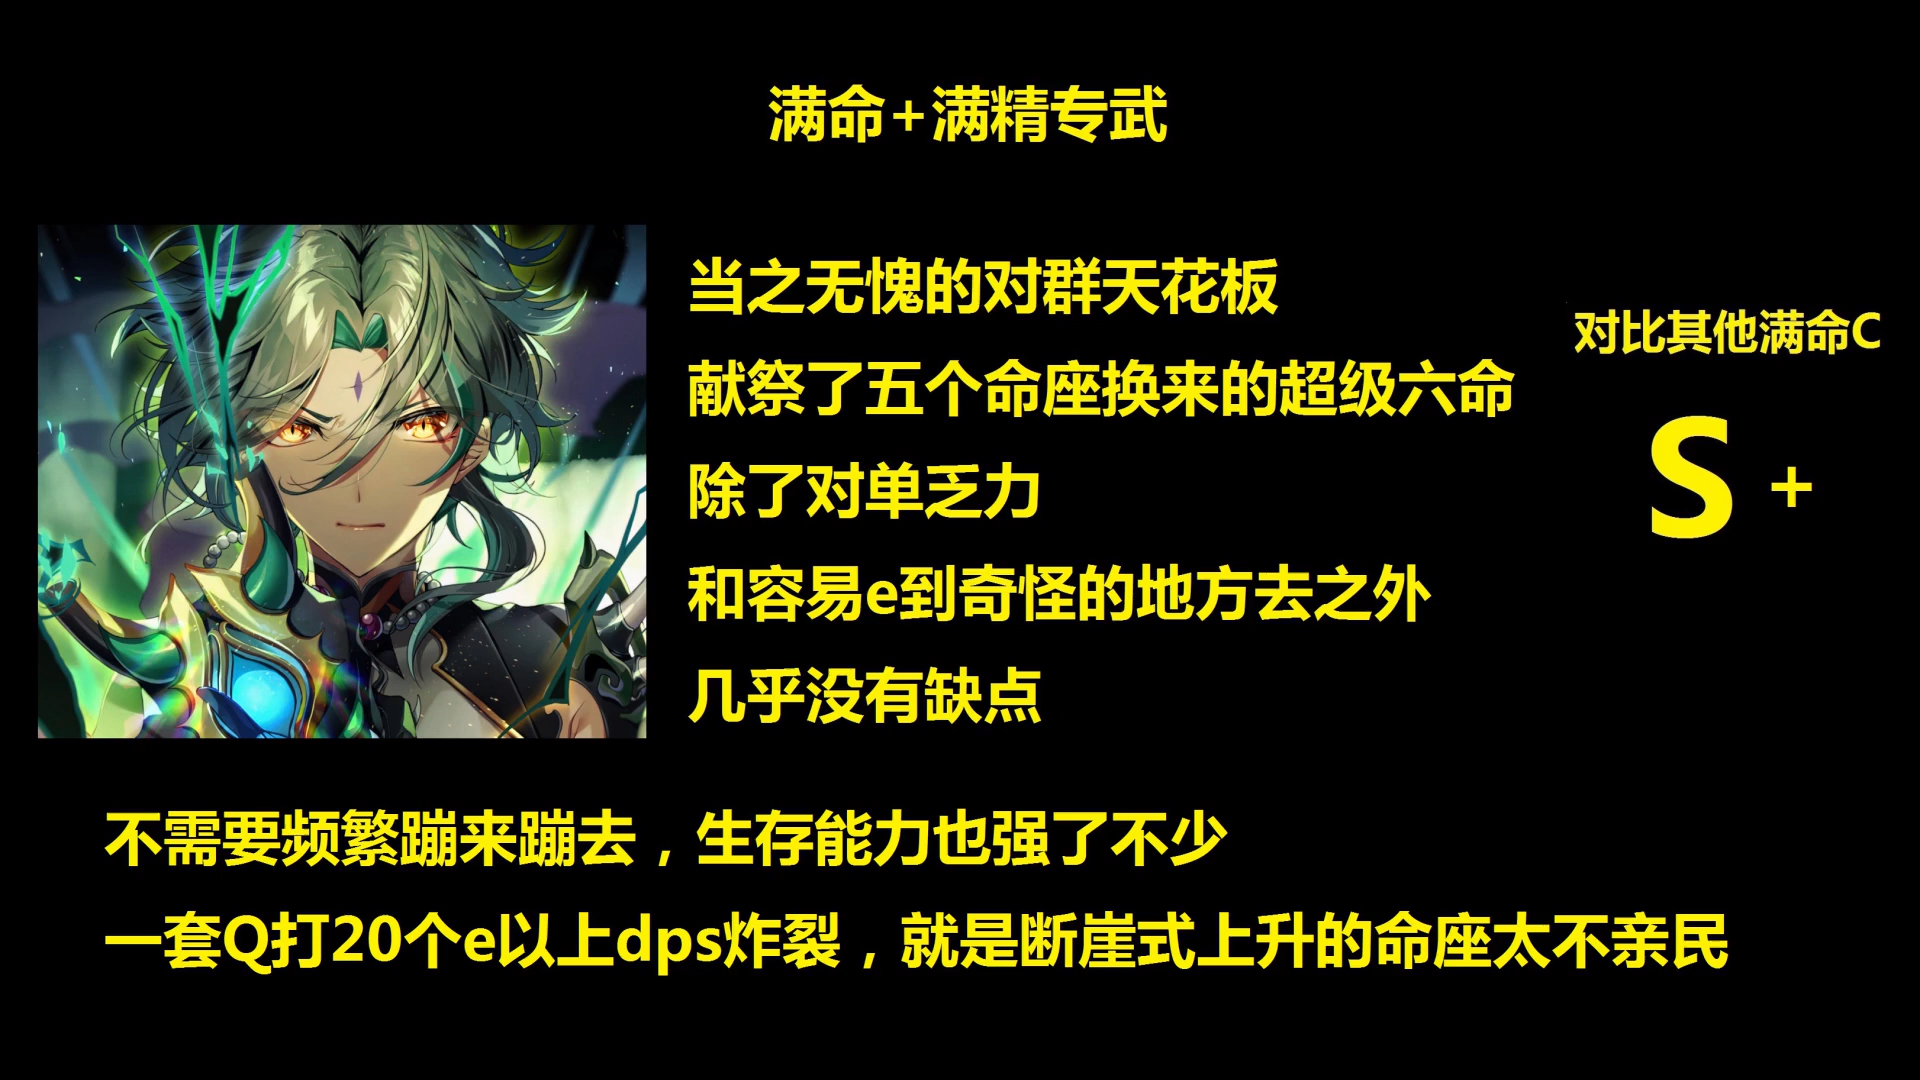 满命+满精专武
当之无愧的对群天花板
献祭了五个命座换来的超级六命
除了对单乏力
和容易e到奇怪的地方去之外
几乎没有缺点
对比其他满命C
S +
不需要频繁蹦来蹦去，生存能力也强了不少
一套Q打20个e以上dps炸裂，就是断崖式上升的命座太不亲民